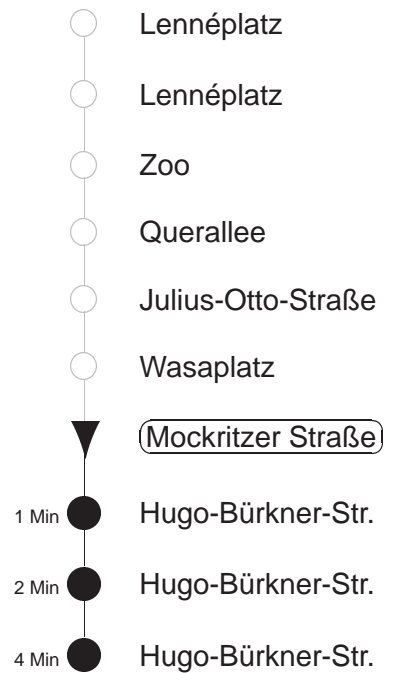 Lennéplatz
Lennéplatz
Zoo
Querallee
Julius-Otto-Straße
Wasaplatz
Mockritzer Straße
1 Min Hugo-Bürkner-Str.
2 Min Hugo-Bürkner-Str.
4 Min Hugo-Bürkner-Str.